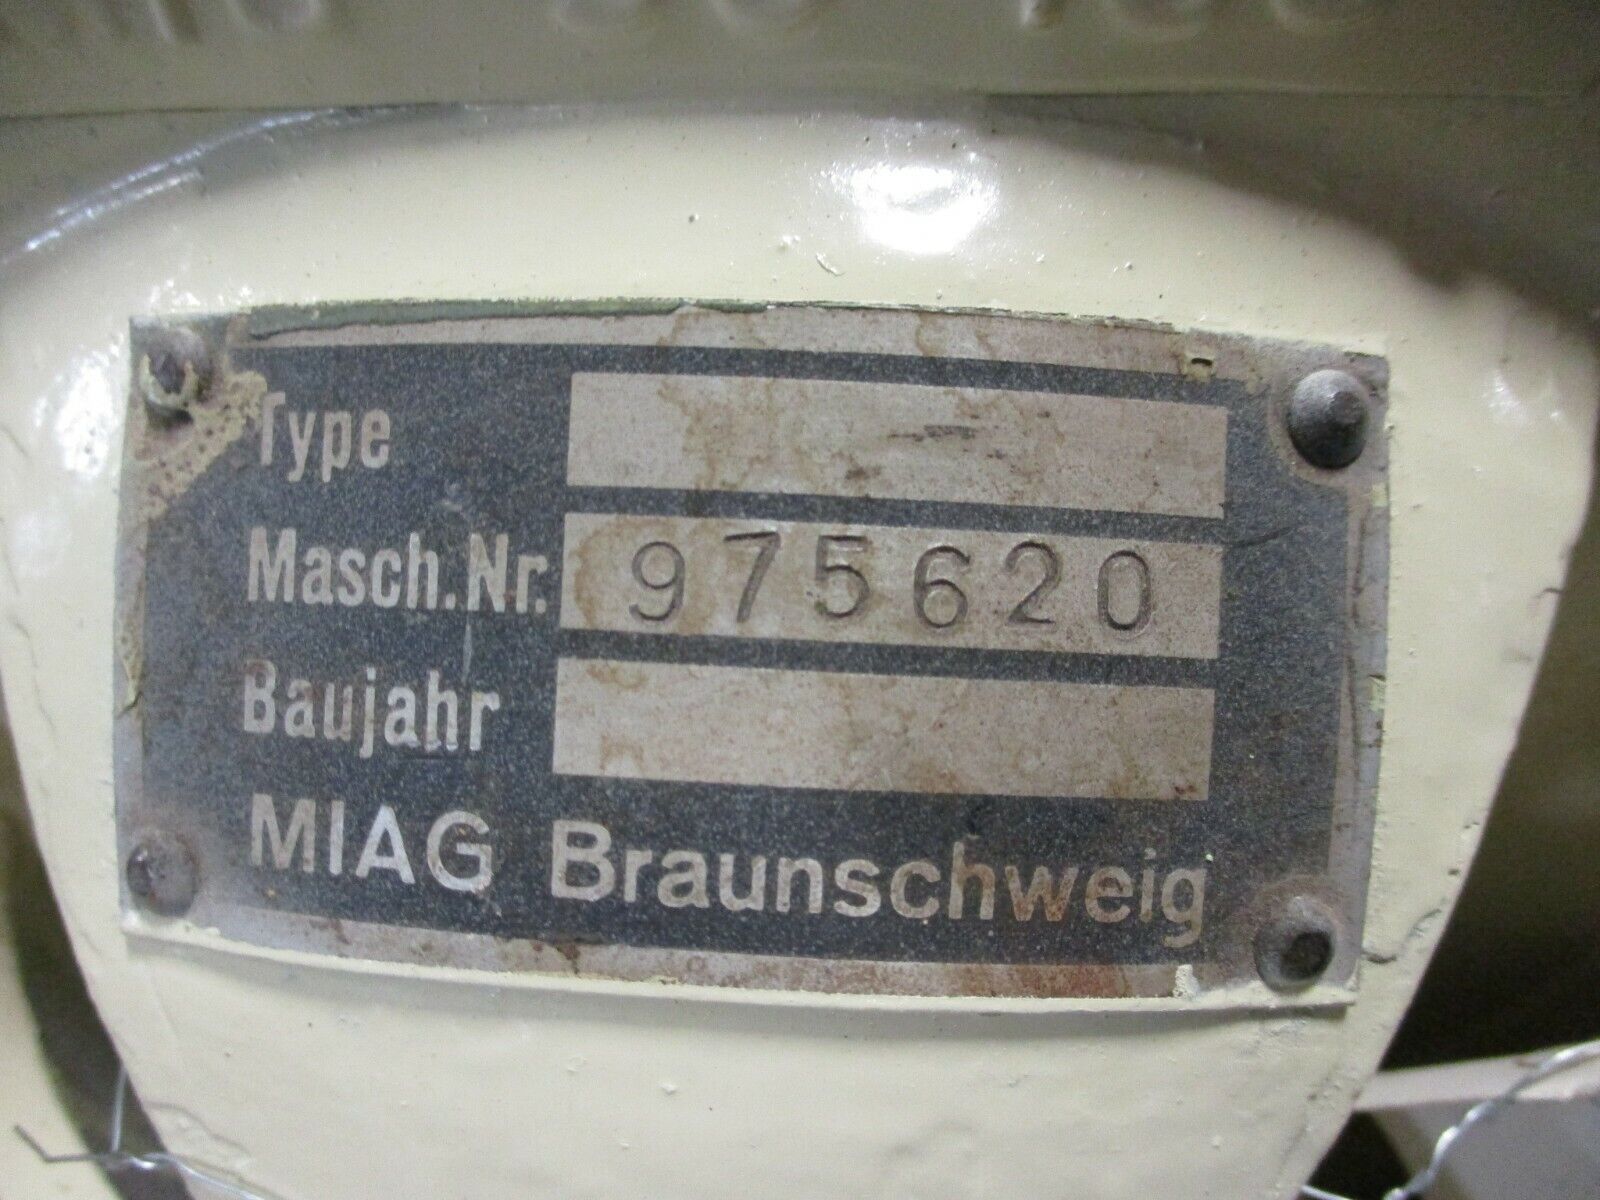 Type
Masch.Nr. 975620
Baujahr
MIAG Braunschweig